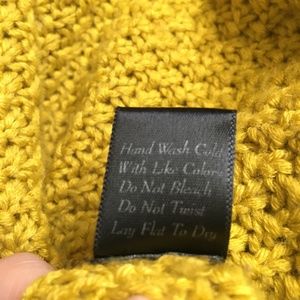 Hand Wash Cold
With Like Colors
Do Not Bleach
Do Not Twist
Lay Flat To Dry